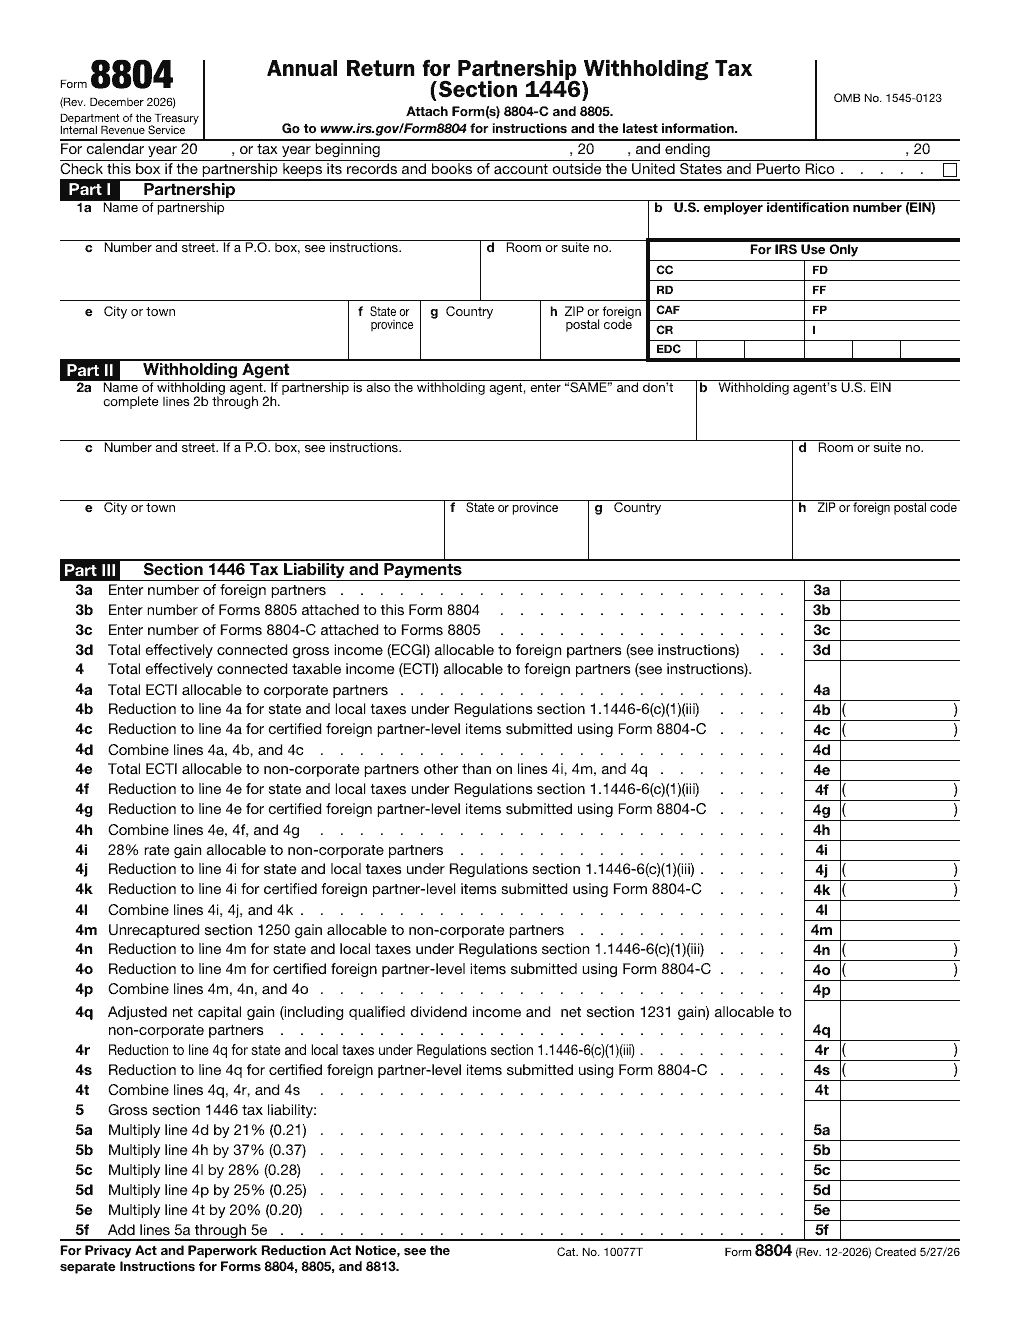 Form 8804
(Rev. December 2026)
Department of the Treasury
Internal Revenue Service
Annual Return for Partnership Withholding Tax
(Section 1446)
Attach Form(s) 8804-C and 8805.
Go to www.irs.gov/Form8804 for instructions and the latest information.
OMB No. 1545-0123
For calendar year 20 , or tax year beginning , 20 , and ending , 20
Check this box if the partnership keeps its records and books of account outside the United States and Puerto Rico . . . . .
Part I Partnership
1a Name of partnership
b U.S. employer identification number (EIN)
c Number and street. If a P.O. box, see instructions.
d Room or suite no.
For IRS Use Only
CC FD
RD FF
CAF FP
CR I
EDC
e City or town
f State or province
g Country
h ZIP or foreign postal code
Part II Withholding Agent
2a Name of withholding agent. If partnership is also the withholding agent, enter “SAME” and don’t
complete lines 2b through 2h.
b Withholding agent’s U.S. EIN
c Number and street. If a P.O. box, see instructions.
d Room or suite no.
e City or town
f State or province
g Country
h ZIP or foreign postal code
Part III Section 1446 Tax Liability and Payments
3a Enter number of foreign partners 3a
3b Enter number of Forms 8805 attached to this Form 8804 3b
3c Enter number of Forms 8804-C attached to Forms 8805 3c
3d Total effectively connected gross income (ECGI) allocable to foreign partners (see instructions) 3d
4 Total effectively connected taxable income (ECTI) allocable to foreign partners (see instructions).
4a Total ECTI allocable to corporate partners 4a
4b Reduction to line 4a for state and local taxes under Regulations section 1.1446-6(c)(1)(iii) 4b ( )
4c Reduction to line 4a for certified foreign partner-level items submitted using Form 8804-C 4c ( )
4d Combine lines 4a, 4b, and 4c 4d
4e Total ECTI allocable to non-corporate partners other than on lines 4i, 4m, and 4q 4e
4f Reduction to line 4e for state and local taxes under Regulations section 1.1446-6(c)(1)(iii) 4f ( )
4g Reduction to line 4e for certified foreign partner-level items submitted using Form 8804-C 4g ( )
4h Combine lines 4e, 4f, and 4g 4h
4i 28% rate gain allocable to non-corporate partners 4i
4j Reduction to line 4i for state and local taxes under Regulations section 1.1446-6(c)(1)(iii) 4j ( )
4k Reduction to line 4i for certified foreign partner-level items submitted using Form 8804-C 4k ( )
4l Combine lines 4i, 4j, and 4k 4l
4m Unrecaptured section 1250 gain allocable to non-corporate partners 4m
4n Reduction to line 4m for state and local taxes under Regulations section 1.1446-6(c)(1)(iii) 4n ( )
4o Reduction to line 4m for certified foreign partner-level items submitted using Form 8804-C 4o ( )
4p Combine lines 4m, 4n, and 4o 4p
4q Adjusted net capital gain (including qualified dividend income and net section 1231 gain) allocable to
non-corporate partners 4q
4r Reduction to line 4q for state and local taxes under Regulations section 1.1446-6(c)(1)(iii) 4r ( )
4s Reduction to line 4q for certified foreign partner-level items submitted using Form 8804-C 4s ( )
4t Combine lines 4q, 4r, and 4s 4t
5 Gross section 1446 tax liability:
5a Multiply line 4d by 21% (0.21) 5a
5b Multiply line 4h by 37% (0.37) 5b
5c Multiply line 4l by 28% (0.28) 5c
5d Multiply line 4p by 25% (0.25) 5d
5e Multiply line 4t by 20% (0.20) 5e
5f Add lines 5a through 5e 5f
For Privacy Act and Paperwork Reduction Act Notice, see the
separate Instructions for Forms 8804, 8805, and 8813.
Cat. No. 10077T
Form 8804 (Rev. 12-2026) Created 5/27/26